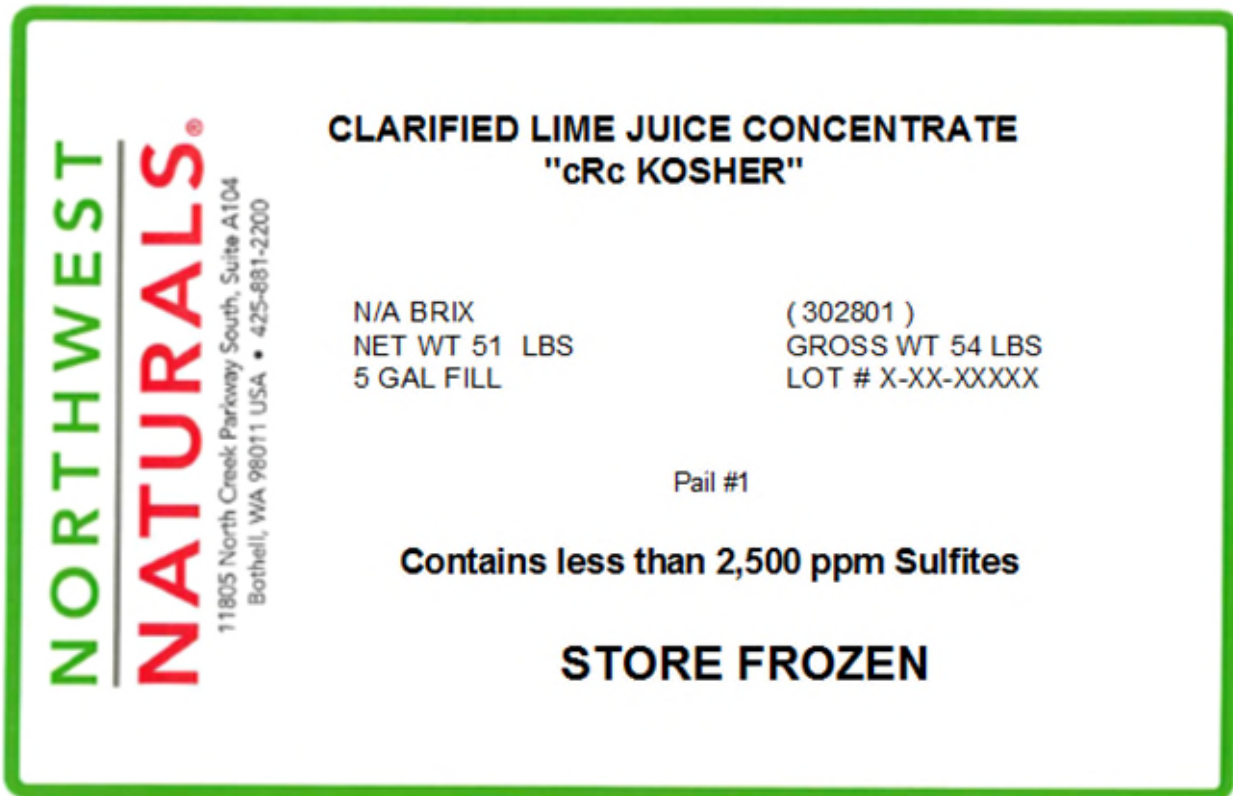 NORTHWEST
NATURALS®
11805 North Creek Parkway South, Suite A104
Bothell, WA 98011 USA • 425-881-2200
CLARIFIED LIME JUICE CONCENTRATE
"cRc KOSHER"
N/A BRIX ( 302801 )
NET WT 51 LBS GROSS WT 54 LBS
5 GAL FILL LOT # X-XX-XXXXX
Pail #1
Contains less than 2,500 ppm Sulfites
STORE FROZEN